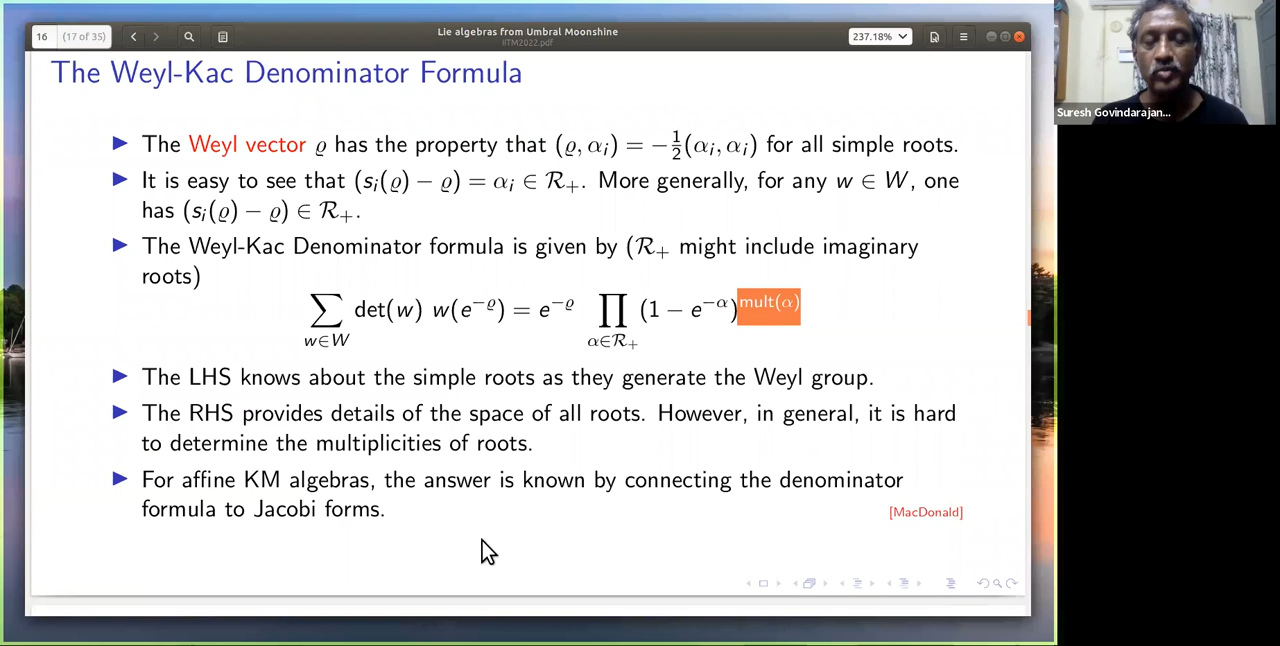 16 (17 of 35)
Lie algebras from Umbral Moonshine
IITM2022.pdf
237.18%
The Weyl-Kac Denominator Formula
Suresh Govindarajan...
▶ The Weyl vector ϱ has the property that (ϱ, αᵢ) = −½(αᵢ, αᵢ) for all simple roots.
▶ It is easy to see that (sᵢ(ϱ) − ϱ) = αᵢ ∈ R₊. More generally, for any w ∈ W, one
has (sᵢ(ϱ) − ϱ) ∈ R₊.
▶ The Weyl-Kac Denominator formula is given by (R₊ might include imaginary
roots)
∑_{w∈W} det(w) w(e^{−ϱ}) = e^{−ϱ} ∏_{α∈R₊} (1 − e^{−α})^{mult(α)}
▶ The LHS knows about the simple roots as they generate the Weyl group.
▶ The RHS provides details of the space of all roots. However, in general, it is hard
to determine the multiplicities of roots.
▶ For affine KM algebras, the answer is known by connecting the denominator
formula to Jacobi forms. [MacDonald]